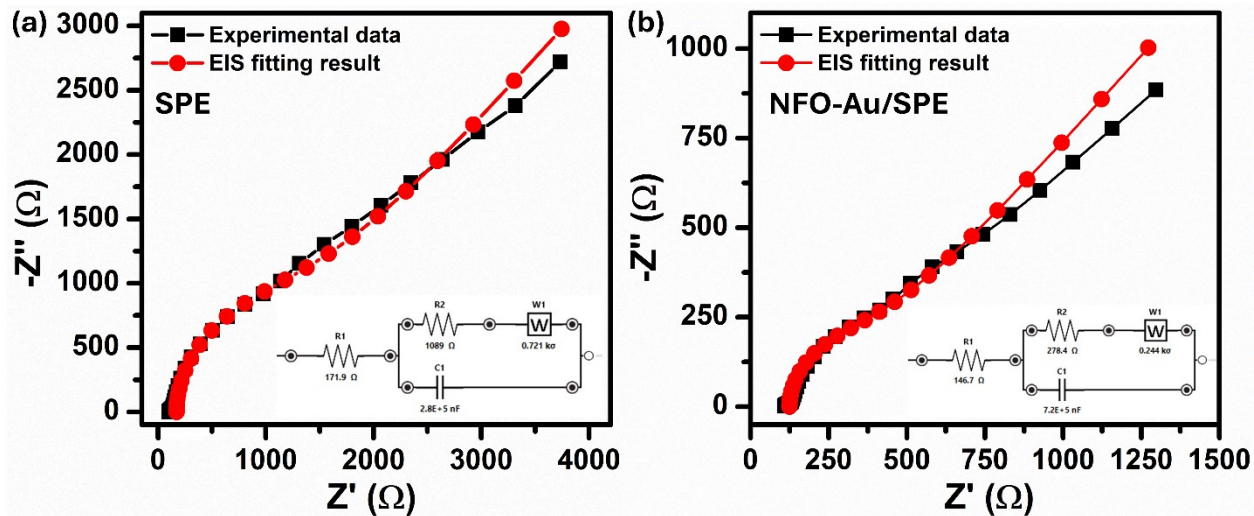 (a)
Experimental data
EIS fitting result
SPE
-Z'' (Ω)
3000
2500
2000
1500
1000
500
0
R1
171.9 Ω
R2
1089 Ω
W1
W
0.721 kσ
C1
2.8E+5 nF
0 1000 2000 3000 4000
Z' (Ω)
(b)
Experimental data
EIS fitting result
NFO-Au/SPE
-Z'' (Ω)
1000
750
500
250
0
R1
146.7 Ω
R2
278.4 Ω
W1
W
0.244 kσ
C1
7.2E+5 nF
0 250 500 750 1000 1250 1500
Z' (Ω)